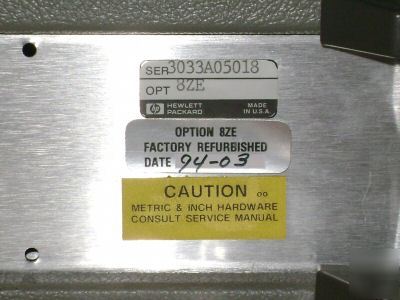 SER 3033A05018
OPT 8ZE
hp HEWLETT PACKARD MADE IN U.S.A.
OPTION 8ZE
FACTORY REFURBISHED
DATE 94-03
CAUTION
METRIC & INCH HARDWARE
CONSULT SERVICE MANUAL